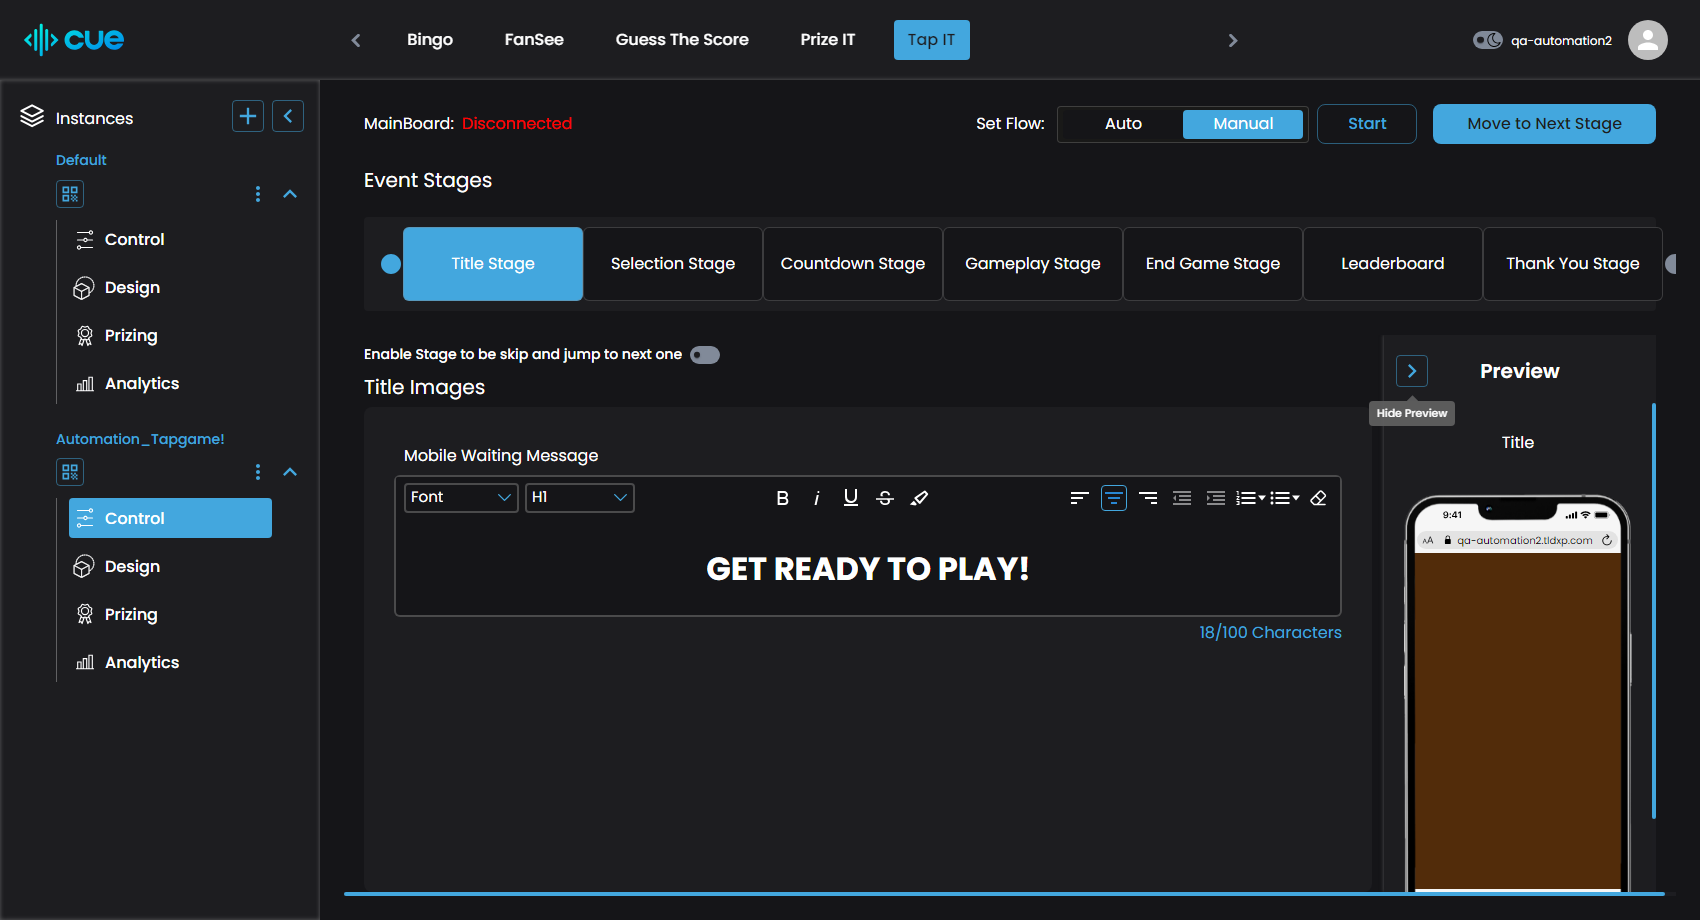 cue
Bingo
FanSee
Guess The Score
Prize IT
Tap IT
qa-automation2
Instances
Default
Control
Design
Prizing
Analytics
Automation_Tapgame!
Control
Design
Prizing
Analytics
MainBoard: Disconnected
Set Flow:
Auto
Manual
Start
Move to Next Stage
Event Stages
Title Stage
Selection Stage
Countdown Stage
Gameplay Stage
End Game Stage
Leaderboard
Thank You Stage
Enable Stage to be skip and jump to next one
Title Images
Mobile Waiting Message
Font
H1
B
i
U
S
GET READY TO PLAY!
18/100 Characters
Preview
Hide Preview
Title
9:41
AA
qa-automation2.tldxp.com